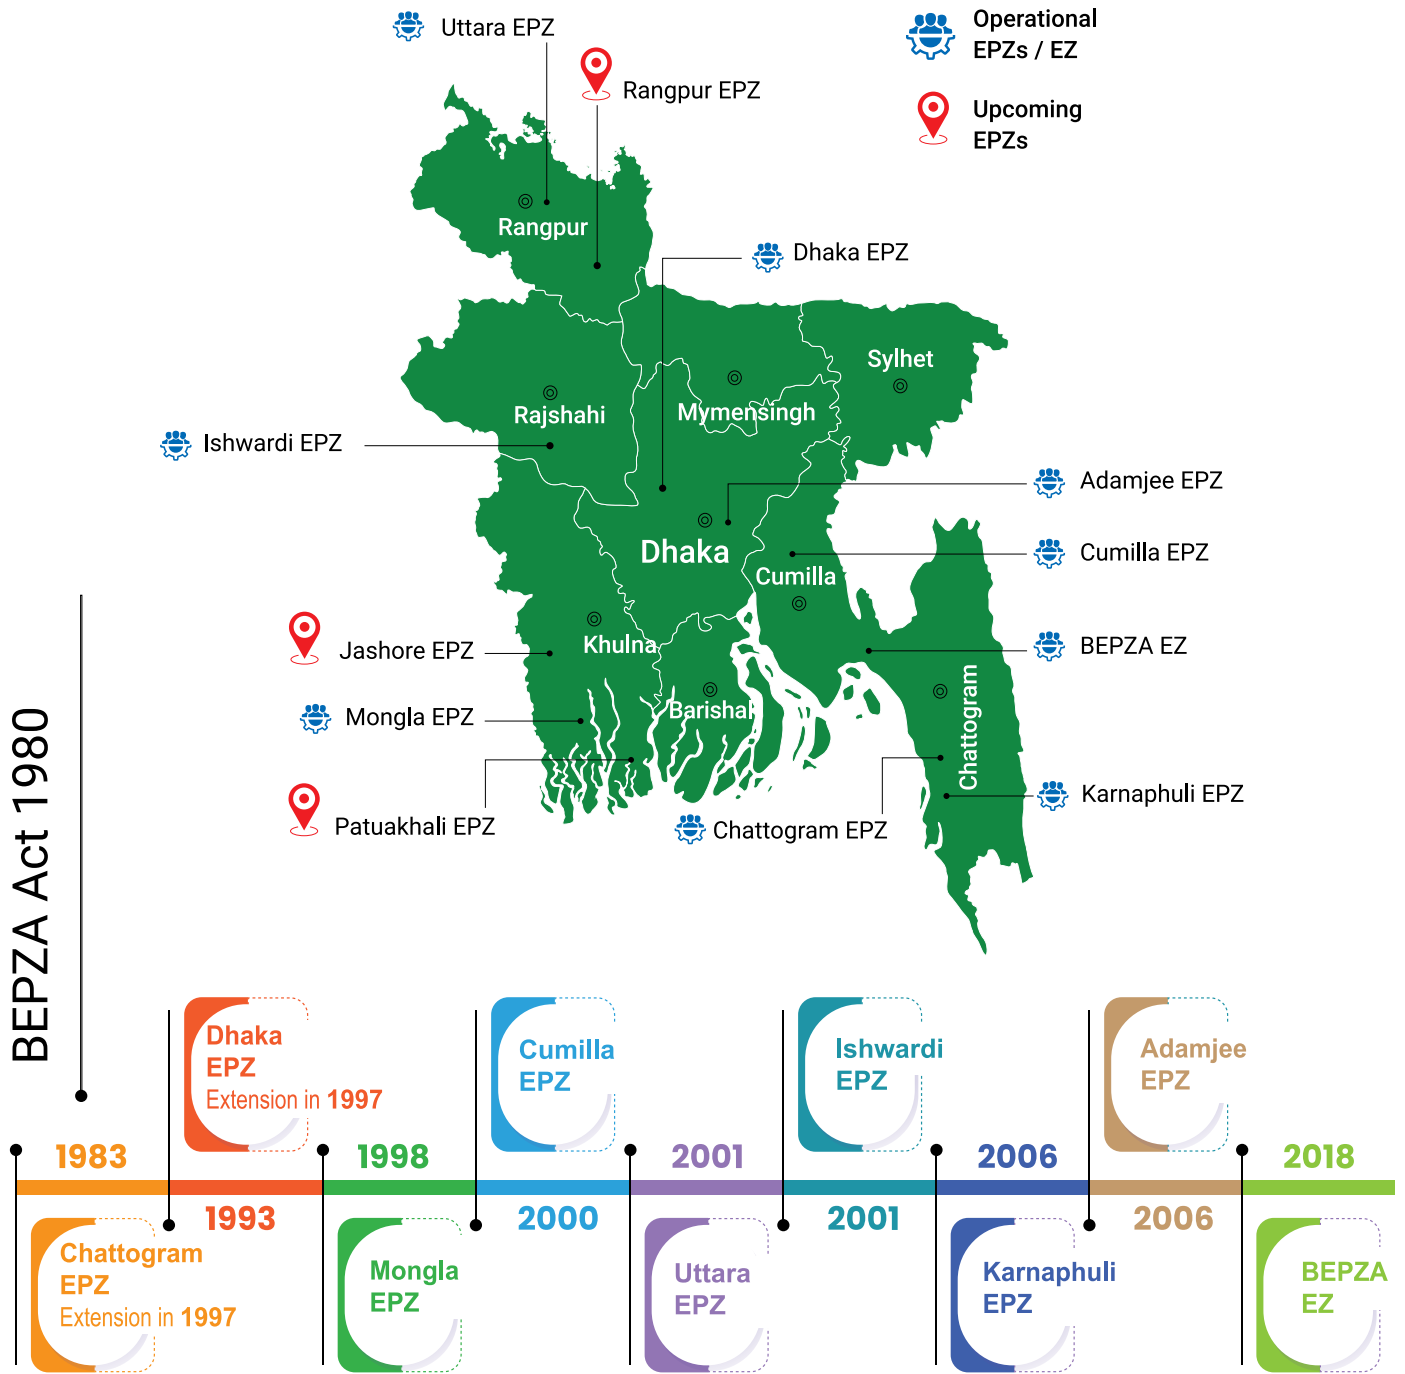 Uttara EPZ
Operational
EPZs / EZ
Rangpur EPZ
Upcoming
EPZs
Rangpur
Dhaka EPZ
Sylhet
Rajshahi
Mymensingh
Ishwardi EPZ
Adamjee EPZ
Dhaka
Cumilla EPZ
Cumilla
Khulna
Jashore EPZ
BEPZA EZ
Barishal
Mongla EPZ
Chattogram
Karnaphuli EPZ
Patuakhali EPZ
Chattogram EPZ
BEPZA Act 1980
Dhaka
EPZ
Extension in 1997
Cumilla
EPZ
Ishwardi
EPZ
Adamjee
EPZ
1983
1998
2001
2006
2018
1993
2000
2001
2006
Chattogram
EPZ
Extension in 1997
Mongla
EPZ
Uttara
EPZ
Karnaphuli
EPZ
BEPZA
EZ